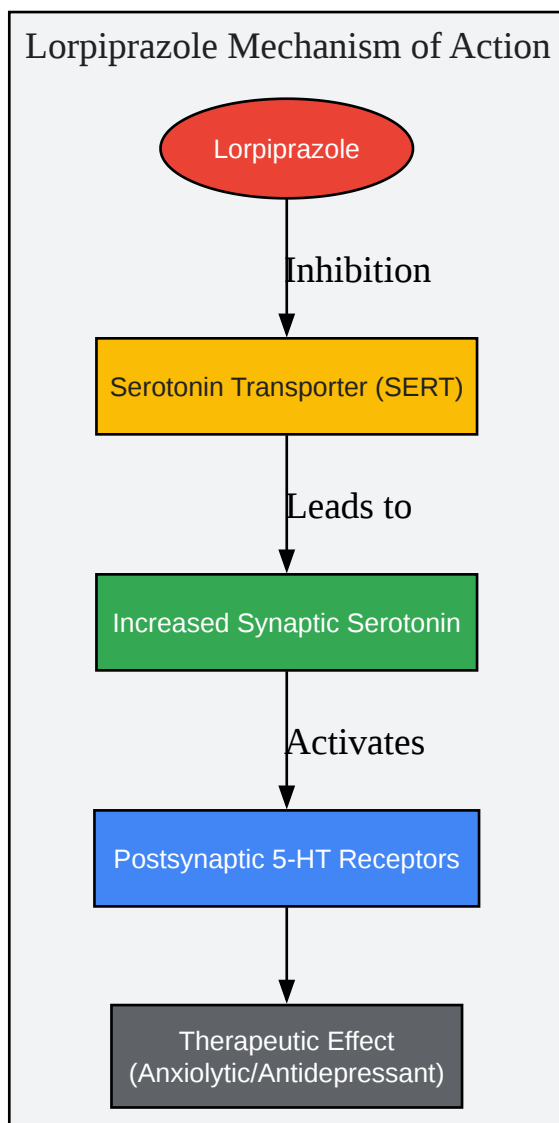 Lorpiprazole Mechanism of Action
Lorpiprazole
Inhibition
Serotonin Transporter (SERT)
Leads to
Increased Synaptic Serotonin
Activates
Postsynaptic 5-HT Receptors
Therapeutic Effect
(Anxiolytic/Antidepressant)